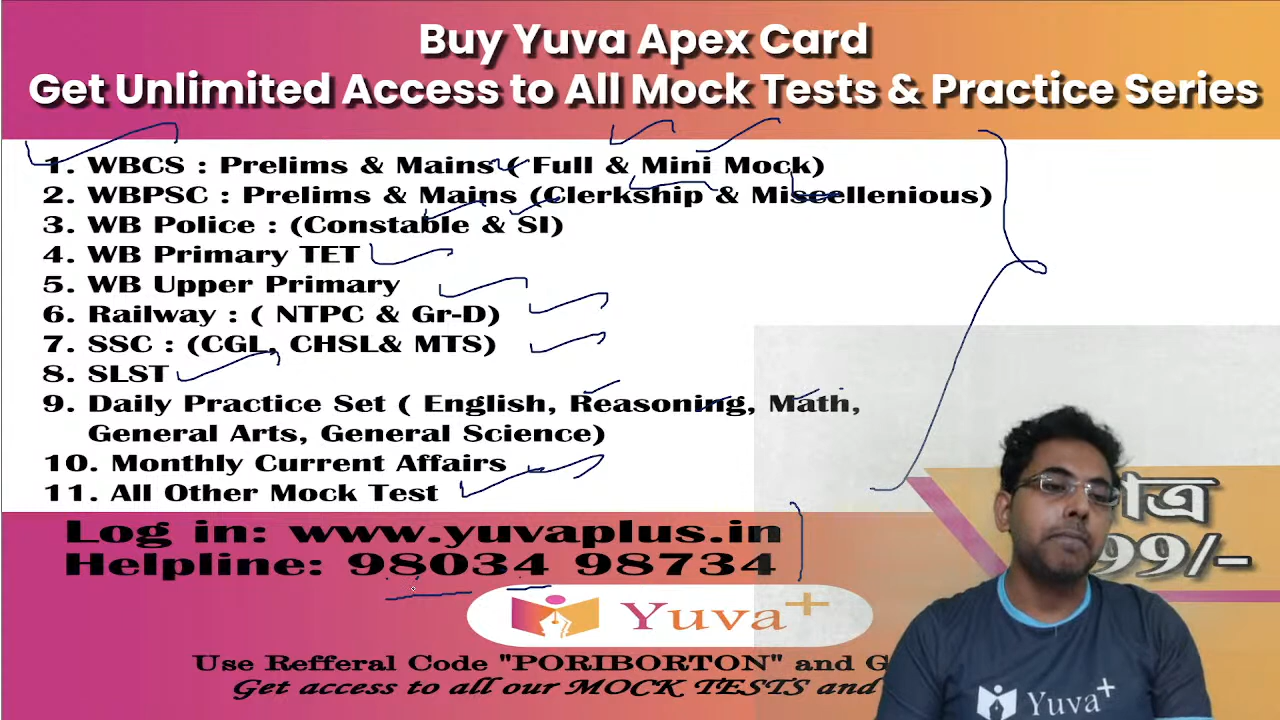 Buy Yuva Apex Card
Get Unlimited Access to All Mock Tests & Practice Series
1. WBCS : Prelims & Mains ( Full & Mini Mock)
2. WBPSC : Prelims & Mains (Clerkship & Miscellenious)
3. WB Police : (Constable & SI)
4. WB Primary TET
5. WB Upper Primary
6. Railway : ( NTPC & Gr-D)
7. SSC : (CGL, CHSL& MTS)
8. SLST
9. Daily Practice Set ( English, Reasoning, Math,
General Arts, General Science)
10. Monthly Current Affairs
11. All Other Mock Test
Log in: www.yuvaplus.in
Helpline: 98034 98734
Yuva+
Use Refferal Code "PORIBORTON" and
Get access to all our MOCK TESTS and
Yuva+